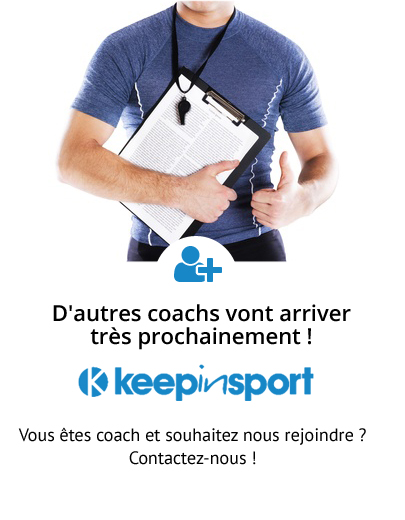 D'autres coachs vont arriver
très prochainement !
keepinsport
Vous êtes coach et souhaitez nous rejoindre ?
Contactez-nous !